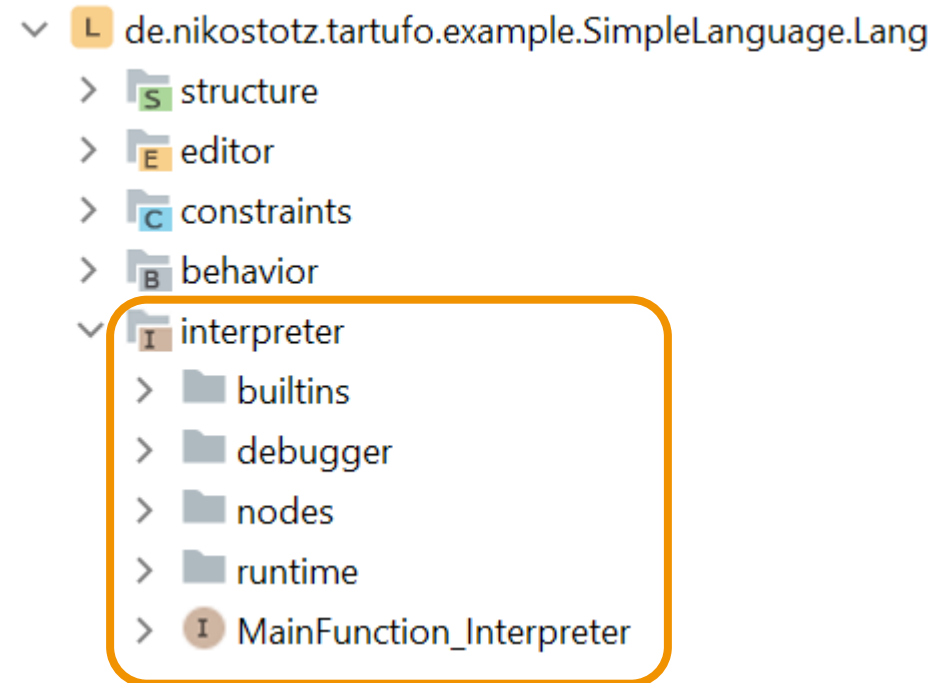 L de.nikostotz.tartufo.example.SimpleLanguage.Lang
S structure
E editor
C constraints
B behavior
I interpreter
builtins
debugger
nodes
runtime
I MainFunction_Interpreter